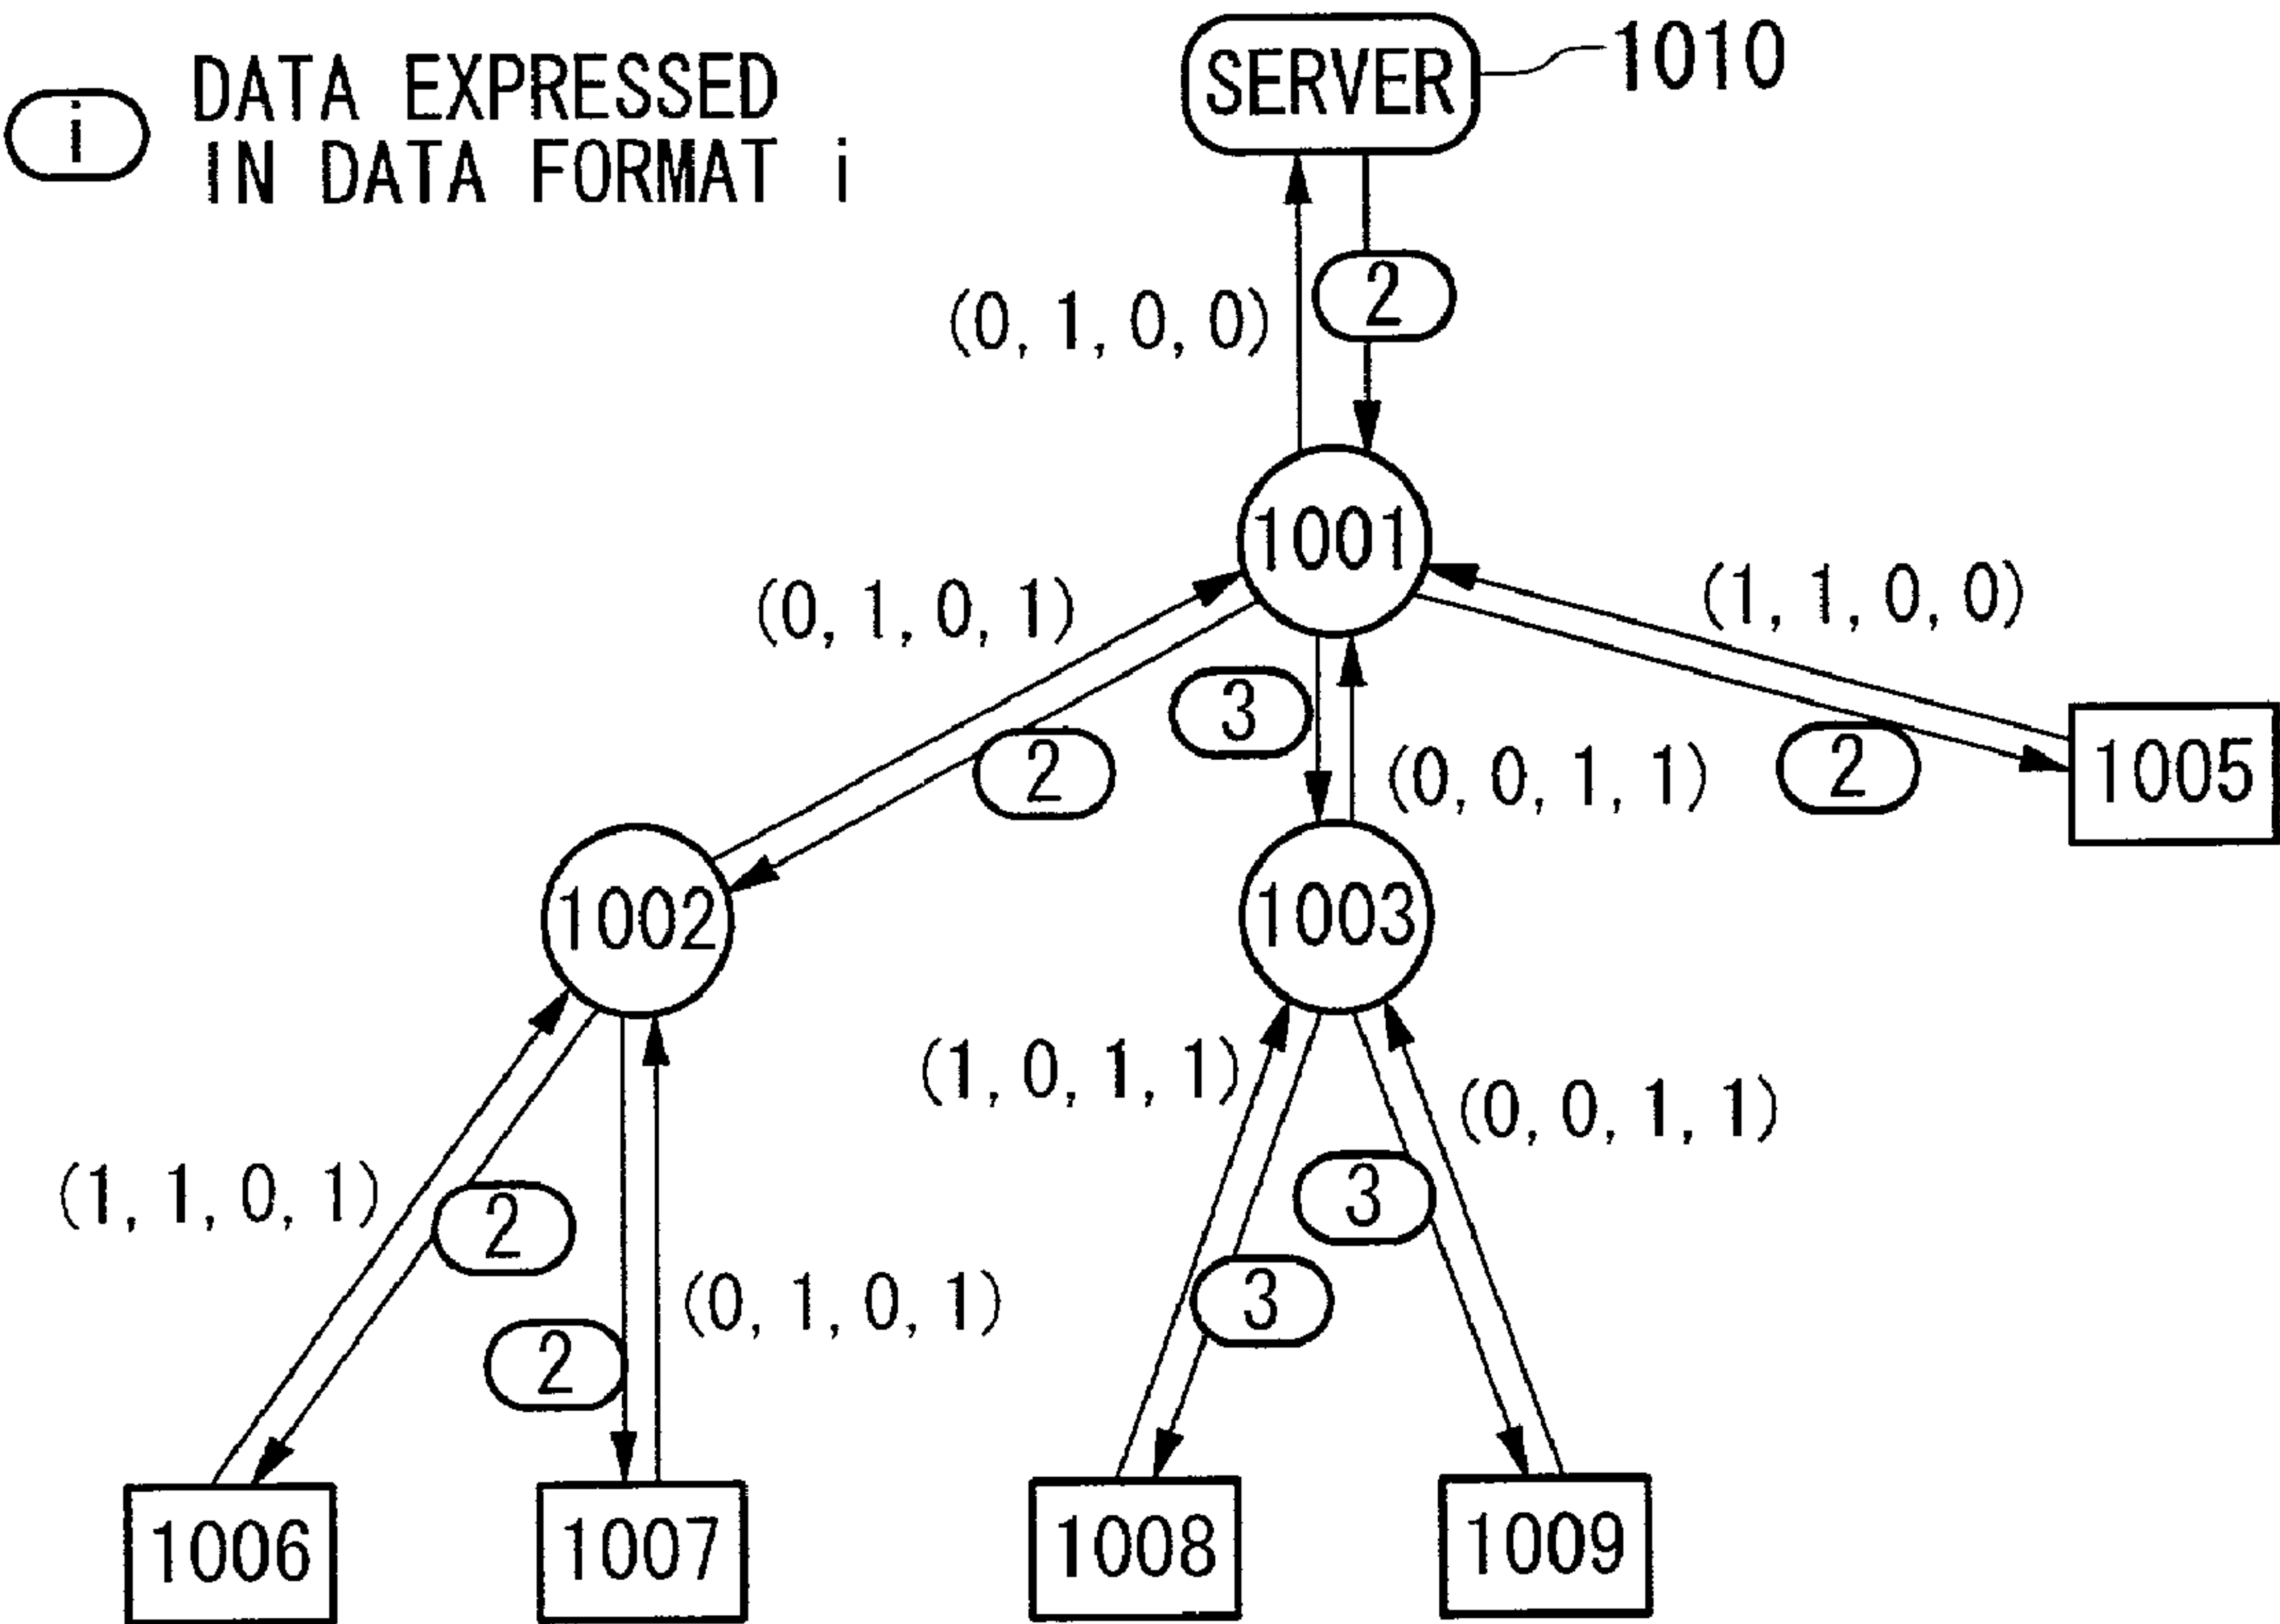 DATA EXPRESSED
i
IN DATA FORMAT i
SERVER
1010
(0, 1, 0, 0)
2
1001
(0, 1, 0, 1)
(1, 1, 0, 0)
3
2
(0, 0, 1, 1)
2
1005
1002
1003
(1, 0, 1, 1)
(0, 0, 1, 1)
(1, 1, 0, 1)
2
3
(0, 1, 0, 1)
3
2
1006
1007
1008
1009